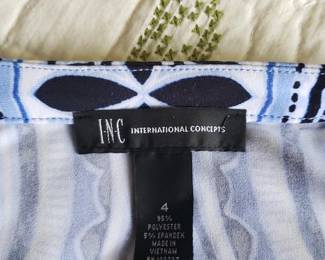 I·N·C INTERNATIONAL CONCEPTS
4
95%
POLYESTER
5% SPANDEX
MADE IN
VIETNAM